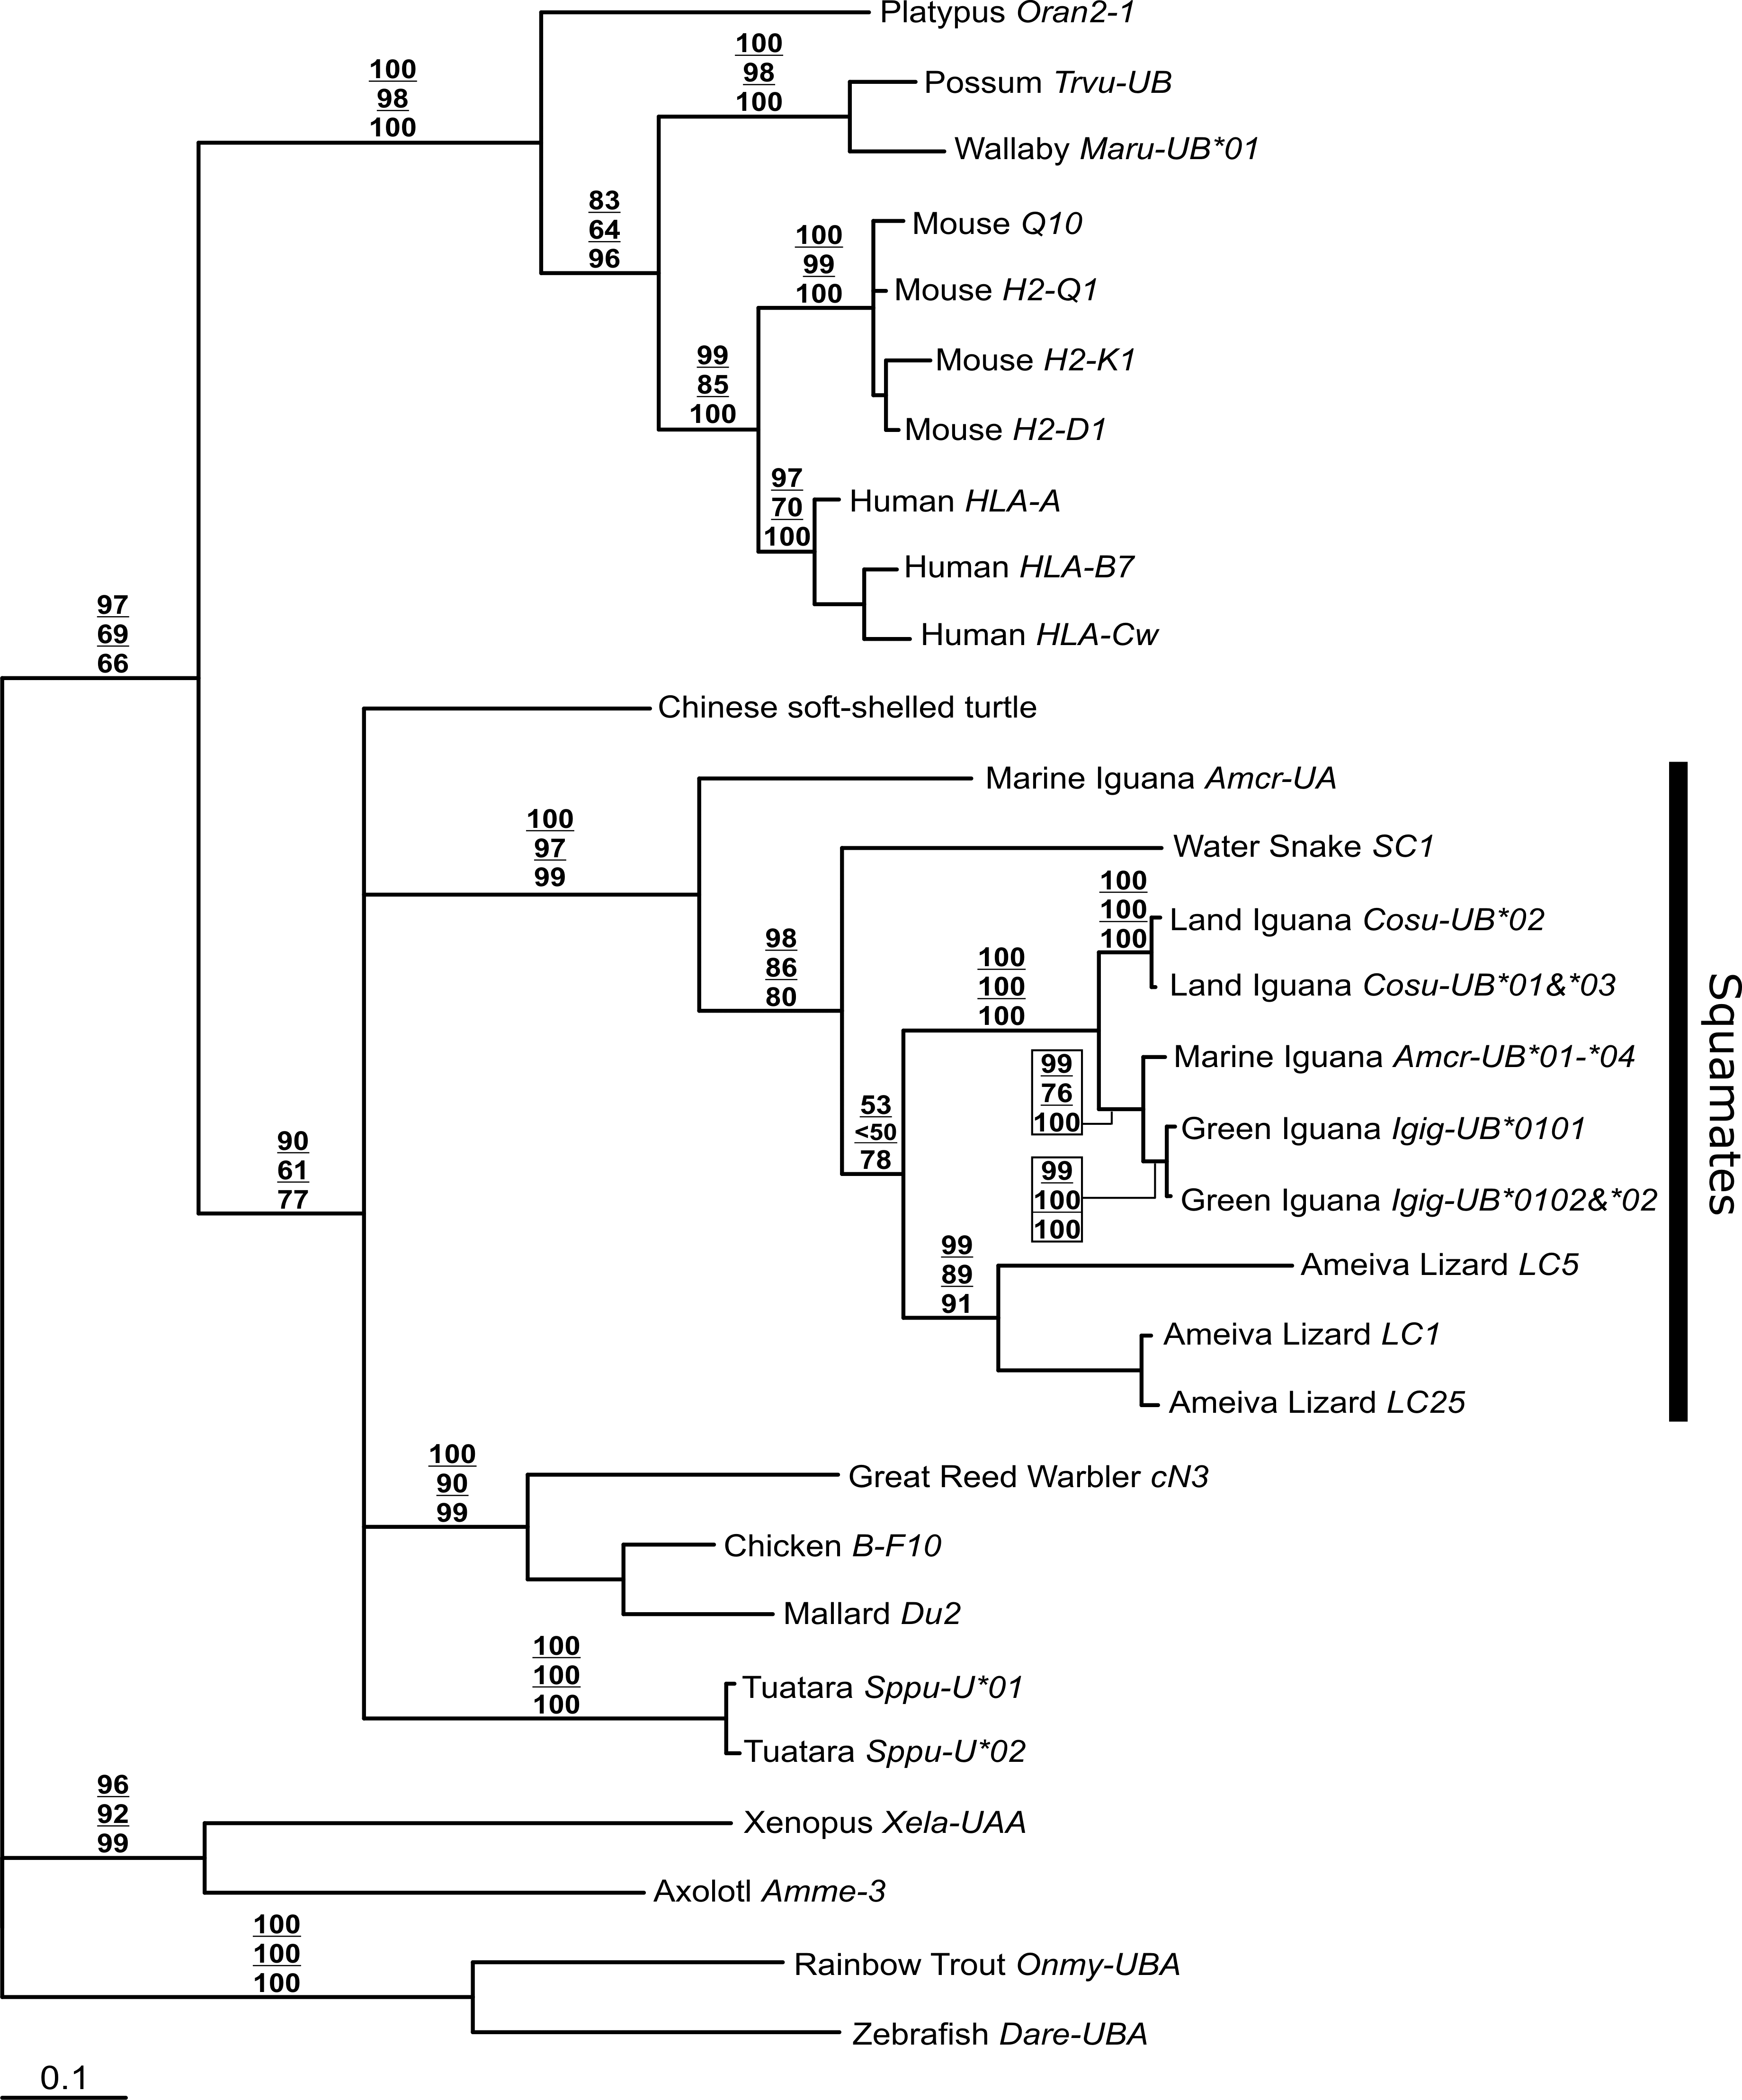 Platypus Oran2-1
100
98
100
Possum Trvu-UB
100
98
100
Wallaby Maru-UB*01
83
64
96
Mouse Q10
100
99
100
Mouse H2-Q1
Mouse H2-K1
99
85
100
Mouse H2-D1
97
70
100
Human HLA-A
Human HLA-B7
Human HLA-Cw
97
69
66
Chinese soft-shelled turtle
Marine Iguana Amcr-UA
100
97
99
Water Snake SC1
100
100
100
Land Iguana Cosu-UB*02
98
86
80
100
100
100
Land Iguana Cosu-UB*01&*03
Marine Iguana Amcr-UB*01-*04
99
76
100
53
<50
78
Green Iguana Igig-UB*0101
99
100
100
Green Iguana Igig-UB*0102&*02
Squamates
90
61
77
99
89
91
Ameiva Lizard LC5
Ameiva Lizard LC1
Ameiva Lizard LC25
100
90
99
Great Reed Warbler cN3
Chicken B-F10
Mallard Du2
100
100
100
Tuatara Sppu-U*01
Tuatara Sppu-U*02
96
92
99
Xenopus Xela-UAA
Axolotl Amme-3
100
100
100
Rainbow Trout Onmy-UBA
Zebrafish Dare-UBA
0.1